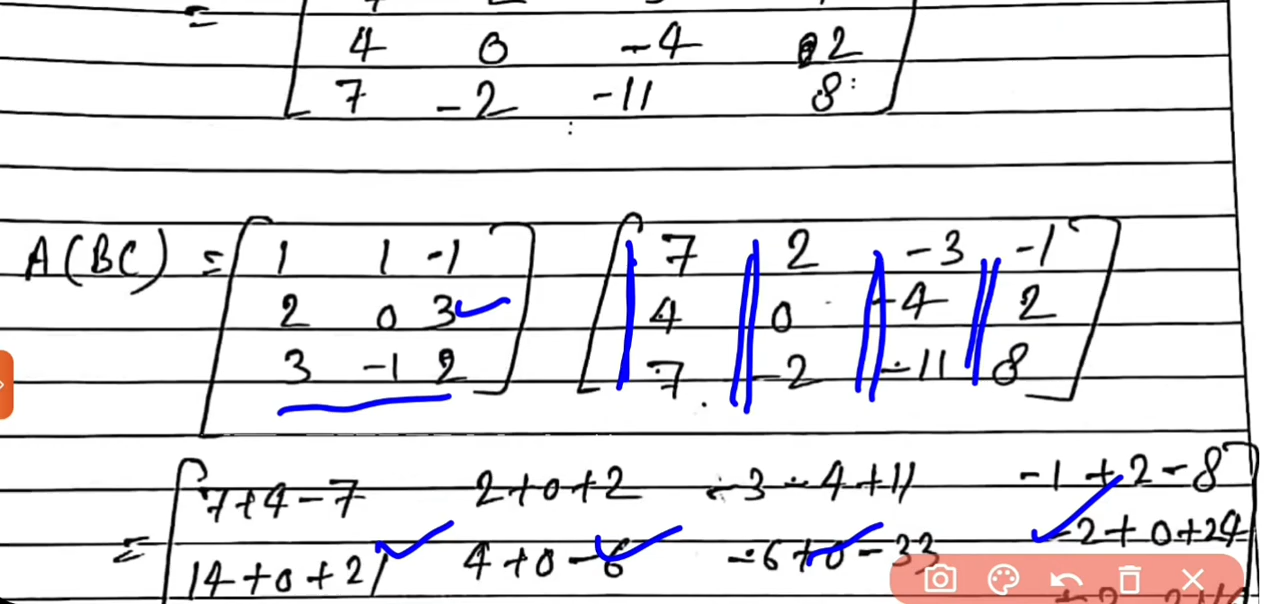 =
4 0 -4 2
7 -2 -11 8
A(BC) = [ 1 1 -1 ] [ 7 2 -3 -1 ]
2 0 3 4 0 -4 2
3 -1 2 7 -2 -11 8
= [ 7+4-7 2+0+2 -3-4+11 -1+2-8
14+0+21 4+0-6 -6+0-33 -2+0+24